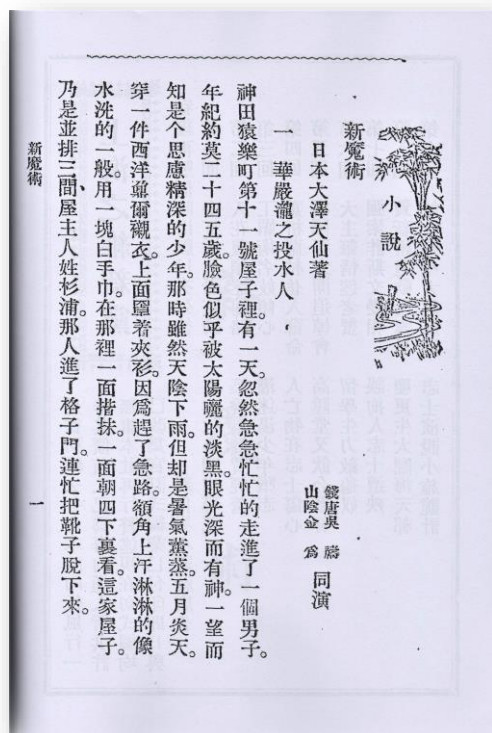 小說
新魔術
日本大澤天仙著
錢唐吳檮
山陰金爲
同演
一 華嚴瀧之投水人
神田猿樂町第十一號屋子裡。有一天。忽然急急忙忙的走進了一個男子。
年紀約莫二十四五歲。臉色似乎被太陽曬的淡黑。眼光深而有神。一望而
知是个思慮精深的少年。那時雖然天陰下雨。但却是暑氣薰蒸。五月炎天。
穿一件西洋爾襯衣。上面罩着夾衫。因爲趕了急路。額角上汗淋淋的像
水洗的一般。用一塊白手巾。在那裡一面揩抹。一面朝四下裏看。這家屋子。
乃是並排三間。屋主人姓杉浦。那人進了格子門。連忙把靴子脫下來。
新魔術
一